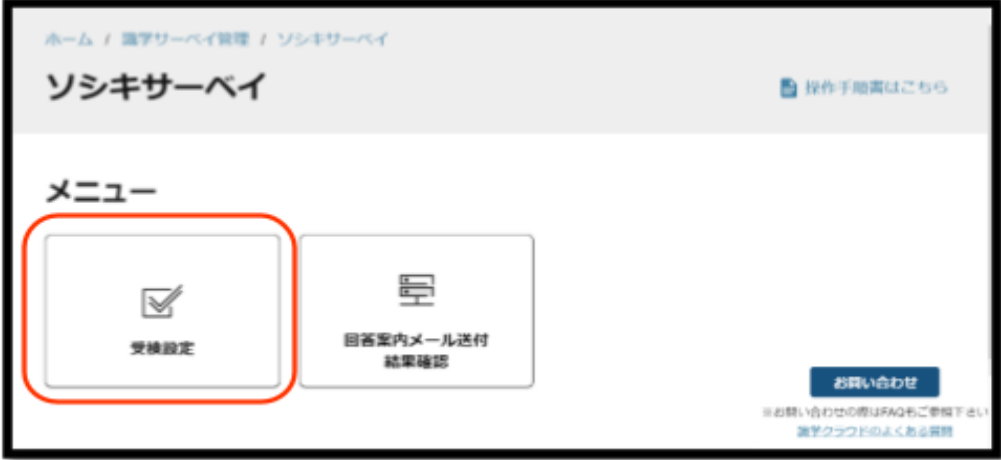 ホーム / 識学サーベイ管理 / ソシキサーベイ
ソシキサーベイ
操作手順書はこちら
メニュー
受検設定
回答案内メール送付
結果確認
お問い合わせ
※お問い合わせの際はFAQもご参照下さい
識学クラウドのよくある質問